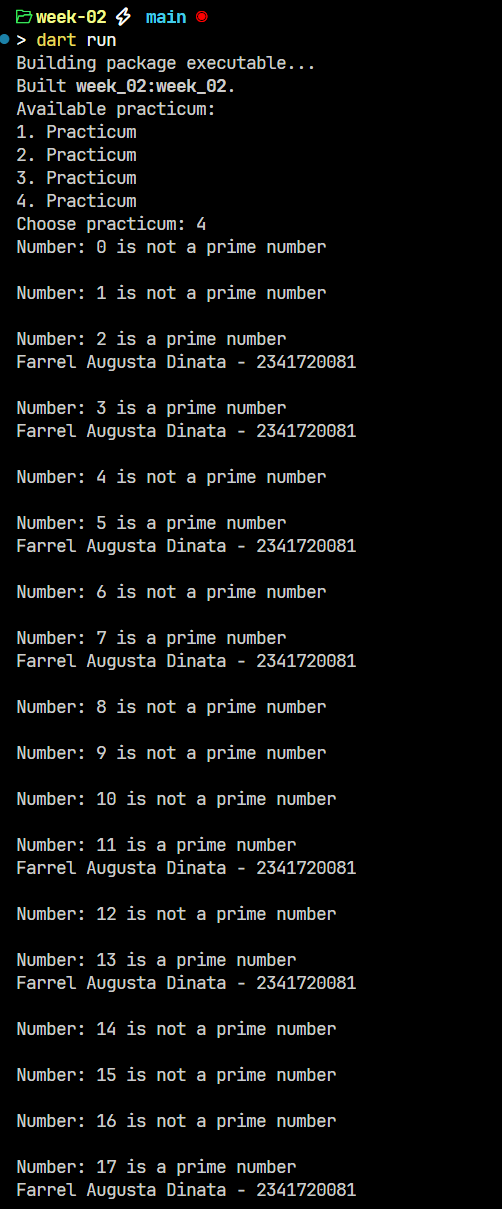 week-02 main
> dart run
Building package executable...
Built week_02:week_02.
Available practicum:
1. Practicum
2. Practicum
3. Practicum
4. Practicum
Choose practicum: 4
Number: 0 is not a prime number
Number: 1 is not a prime number
Number: 2 is a prime number
Farrel Augusta Dinata - 2341720081
Number: 3 is a prime number
Farrel Augusta Dinata - 2341720081
Number: 4 is not a prime number
Number: 5 is a prime number
Farrel Augusta Dinata - 2341720081
Number: 6 is not a prime number
Number: 7 is a prime number
Farrel Augusta Dinata - 2341720081
Number: 8 is not a prime number
Number: 9 is not a prime number
Number: 10 is not a prime number
Number: 11 is a prime number
Farrel Augusta Dinata - 2341720081
Number: 12 is not a prime number
Number: 13 is a prime number
Farrel Augusta Dinata - 2341720081
Number: 14 is not a prime number
Number: 15 is not a prime number
Number: 16 is not a prime number
Number: 17 is a prime number
Farrel Augusta Dinata - 2341720081